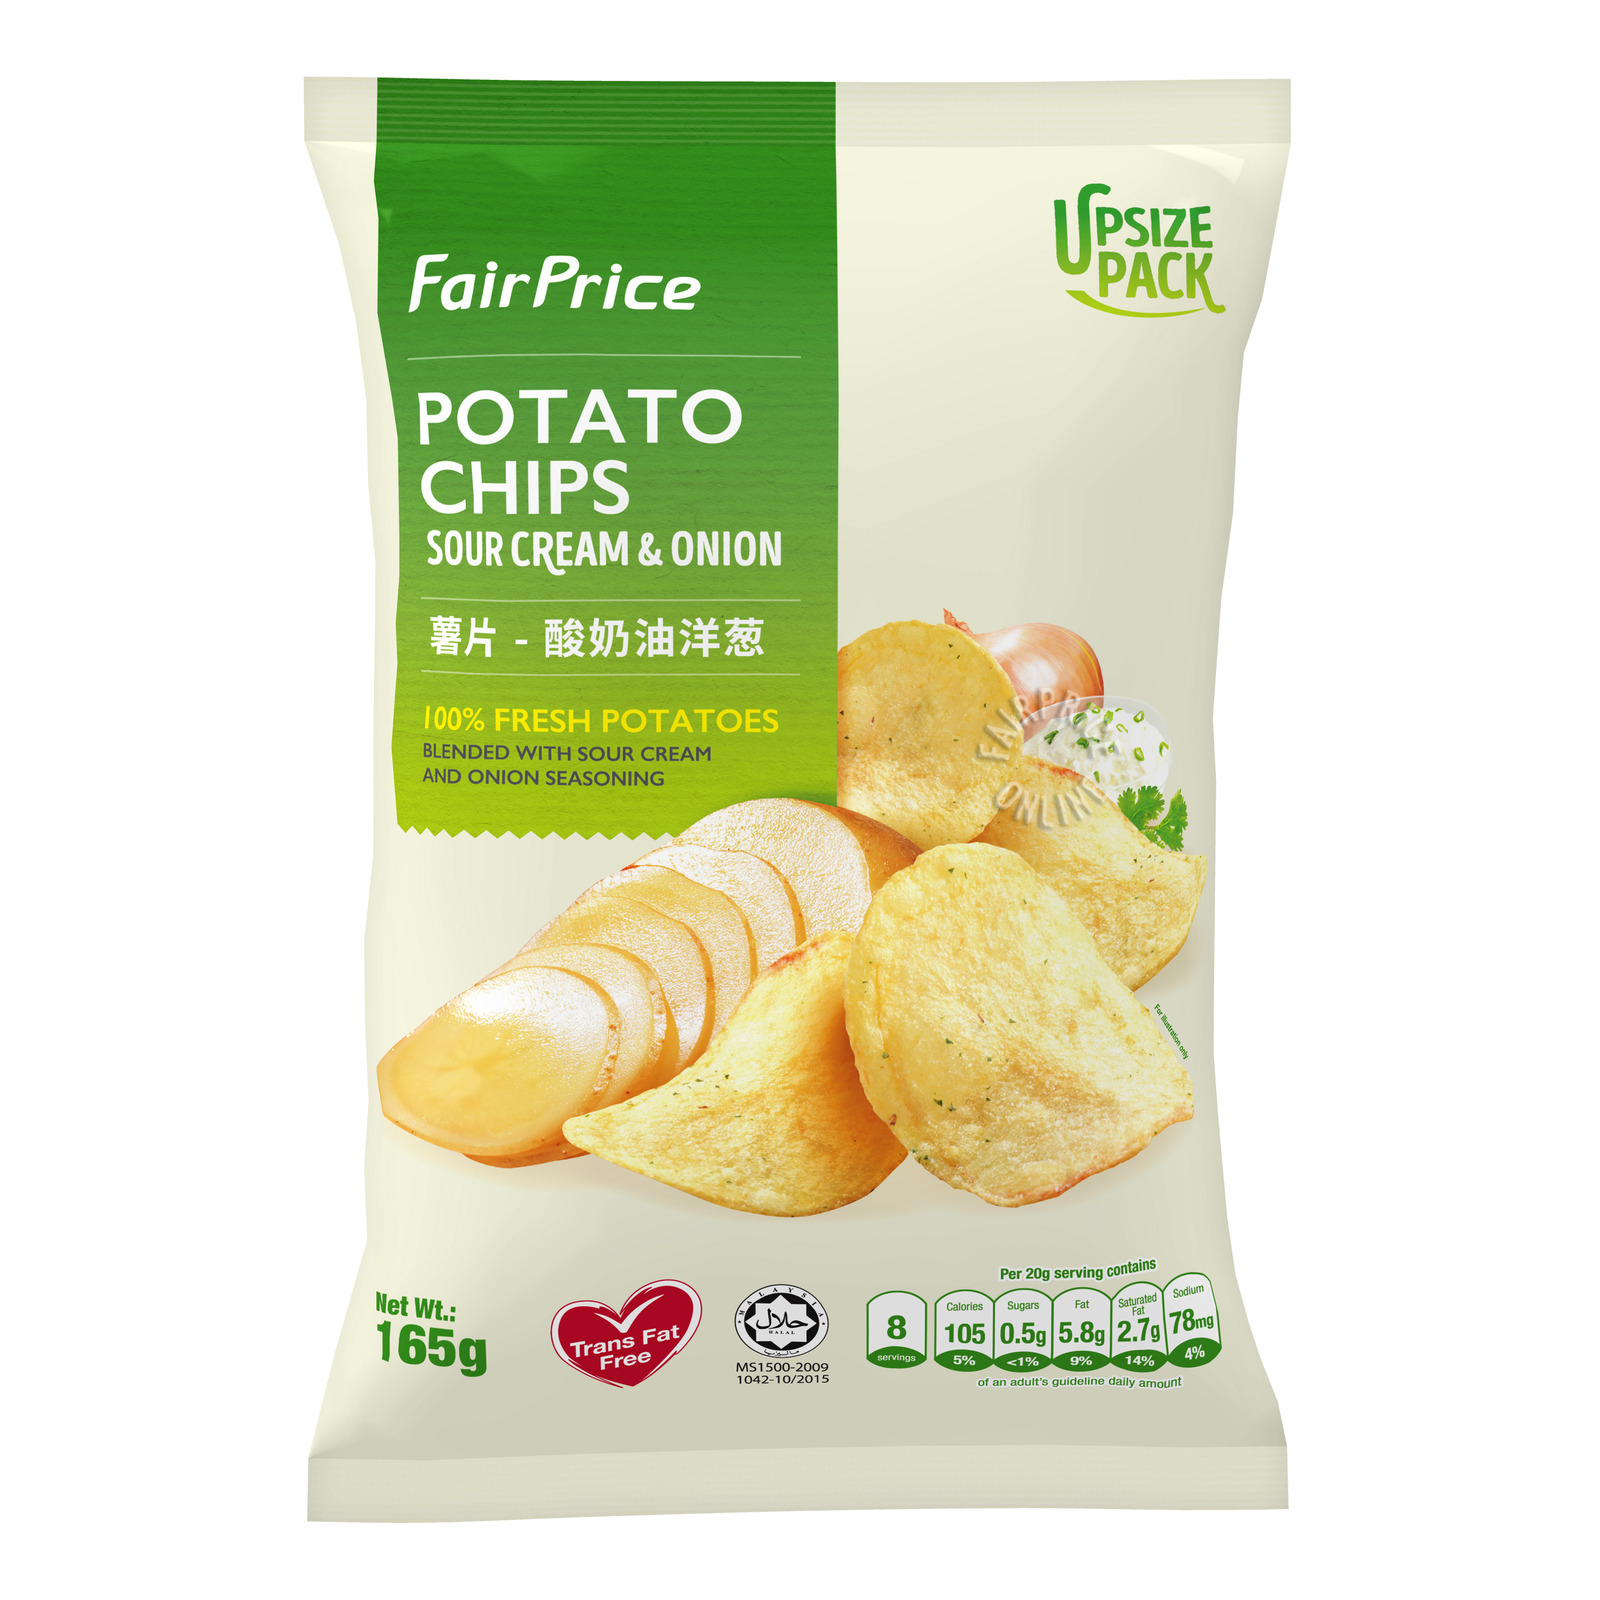 FairPrice
UPSIZE
PACK
POTATO
CHIPS
SOUR CREAM & ONION
薯片 - 酸奶油洋葱
100% FRESH POTATOES
BLENDED WITH SOUR CREAM
AND ONION SEASONING
FAIRPRICE
ONLINE
For illustration only
Net Wt.:
165g
Trans Fat
Free
MALAYSIA
حلال
HALAL
ماليزيا
MS1500-2009
1042-10/2015
8
servings
Per 20g serving contains
Calories
105
5%
Sugars
0.5g
<1%
Fat
5.8g
9%
Saturated
Fat
2.7g
14%
Sodium
78mg
4%
of an adult's guideline daily amount